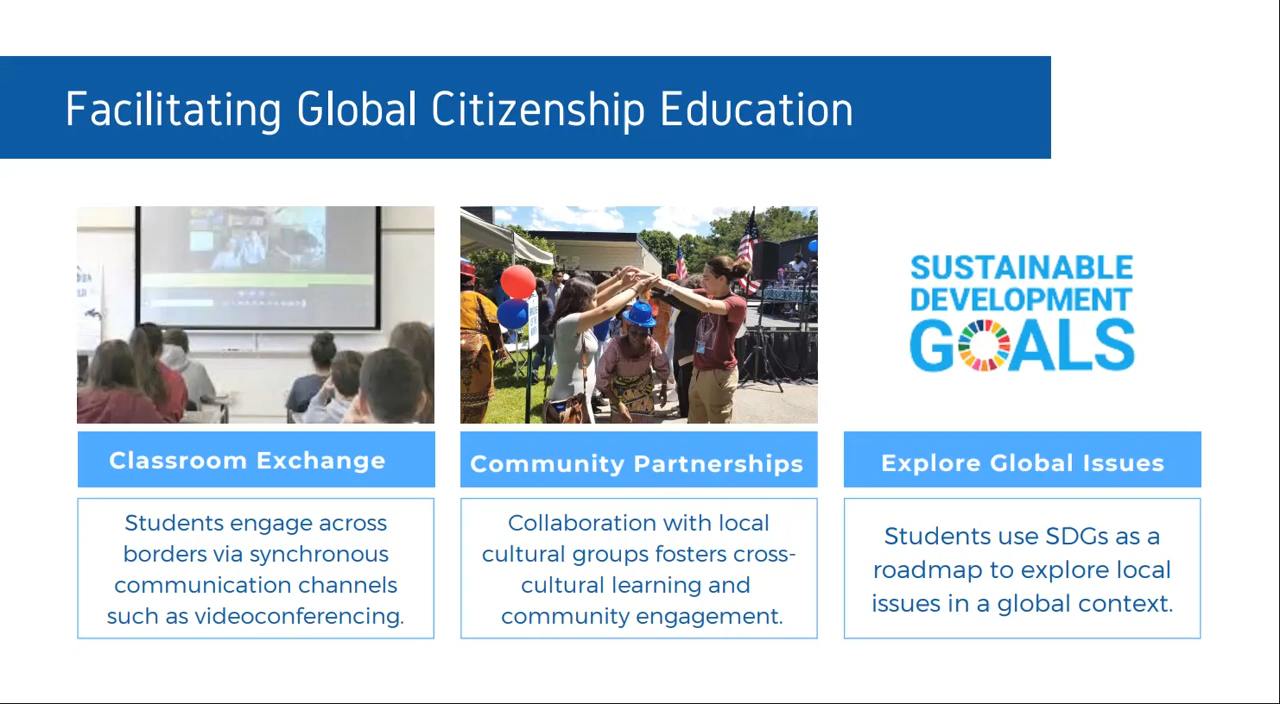 Facilitating Global Citizenship Education
SUSTAINABLE
DEVELOPMENT
GOALS
Classroom Exchange
Community Partnerships
Explore Global Issues
Students engage across
borders via synchronous
communication channels
such as videoconferencing.
Collaboration with local
cultural groups fosters cross-
cultural learning and
community engagement.
Students use SDGs as a
roadmap to explore local
issues in a global context.